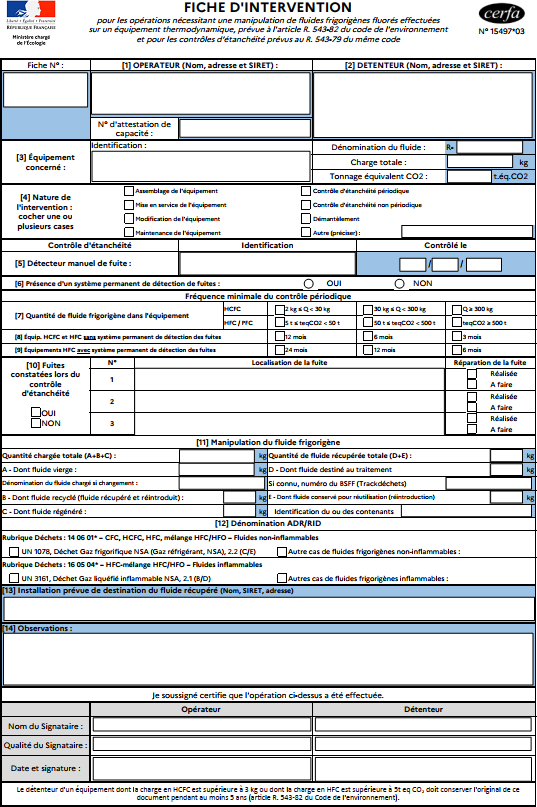 FICHE D'INTERVENTION
pour les opérations nécessitant une manipulation de fluides frigorigènes fluorés effectuées
sur un équipement thermodynamique, prévue à l'article R. 543-82 du code de l'environnement
et pour les contrôles d'étanchéité prévus au R. 543-79 du même code
Liberté • Égalité • Fraternité
RÉPUBLIQUE FRANÇAISE
Ministère chargé
de l'Écologie
cerfa
N° 15497*03
Fiche N° :
[1] OPERATEUR (Nom, adresse et SIRET) :
[2] DETENTEUR (Nom, adresse et SIRET) :
N° d'attestation de
capacité :
[3] Équipement
concerné :
Identification :
Dénomination du fluide :
R-
Charge totale :
kg
Tonnage équivalent CO2 :
t.éq.CO2
[4] Nature de
l'intervention :
cocher une ou
plusieurs cases
Assemblage de l'équipement
Contrôle d'étanchéité périodique
Mise en service de l'équipement
Contrôle d'étanchéité non périodique
Modification de l'équipement
Démantèlement
Maintenance de l'équipement
Autre (préciser) :
Contrôle d'étanchéité
Identification
Contrôlé le
[5] Détecteur manuel de fuite :
/ /
[6] Présence d'un système permanent de détection de fuites :
OUI
NON
Fréquence minimale du contrôle périodique
[7] Quantité de fluide frigorigène dans l'équipement
HCFC
2 kg ≤ Q < 30 kg
30 kg ≤ Q < 300 kg
Q ≥ 300 kg
HFC / PFC
5 t ≤ teqCO2 < 50 t
50 t ≤ teqCO2 < 500 t
teqCO2 ≥ 500 t
[8] Équip. HCFC et HFC sans système permanent de détection des fuites
12 mois
6 mois
3 mois
[9] Équipements HFC avec système permanent de détection des fuites
24 mois
12 mois
6 mois
[10] Fuites
constatées lors du
contrôle
d'étanchéité
OUI
NON
N°
Localisation de la fuite
Réparation de la fuite
1
Réalisée
A faire
2
Réalisée
A faire
3
Réalisée
A faire
[11] Manipulation du fluide frigorigène
Quantité chargée totale (A+B+C) :
kg
Quantité de fluide récupérée totale (D+E) :
kg
A - Dont fluide vierge :
kg
D - Dont fluide destiné au traitement
kg
Dénomination du fluide chargé si changement :
Si connu, numéro du BSFF (Trackdéchets)
B - Dont fluide recyclé (fluide récupéré et réintroduit) :
kg
E - Dont fluide conservé pour réutilisation (réintroduction)
kg
C - Dont fluide régénéré :
kg
Identification du ou des contenants
[12] Dénomination ADR/RID
Rubrique Déchets : 14 06 01* – CFC, HCFC, HFC, mélange HFC/HFO – Fluides non-inflammables
UN 1078, Déchet Gaz frigorifique NSA (Gaz réfrigérant, NSA), 2.2 (C/E)
Autre cas de fluides frigorigènes non-inflammables :
Rubrique Déchets : 16 05 04* – HFC-mélange HFC/HFO – Fluides inflammables
UN 3161, Déchet Gaz liquéfié inflammable NSA, 2.1 (B/D)
Autres cas de fluides frigorigènes inflammables :
[13] Installation prévue de destination du fluide récupéré (Nom, SIRET, adresse)
[14] Observations :
Je soussigné certifie que l'opération ci-dessus a été effectuée.
Opérateur
Détenteur
Nom du Signataire :
Qualité du Signataire :
Date et signature :
Le détenteur d'un équipement dont la charge en HCFC est supérieure à 3 kg ou dont la charge en HFC est supérieure à 5t eq CO₂ doit conserver l'original de ce
document pendant au moins 5 ans (article R. 543-82 du Code de l'environnement).